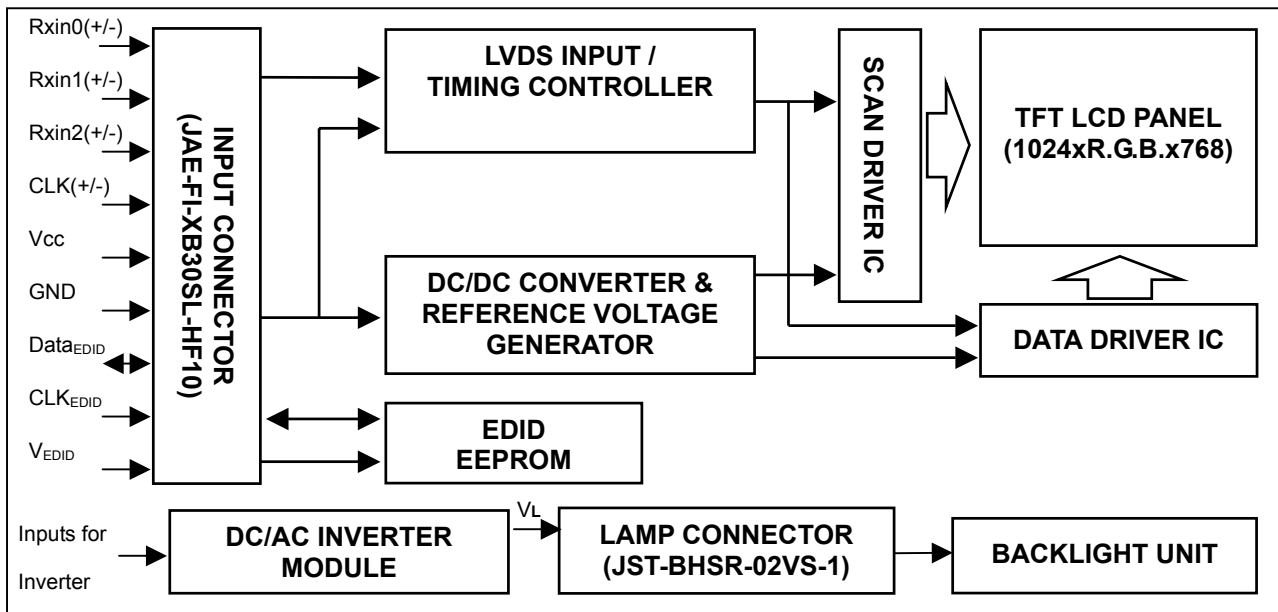 Rxin0(+/-)
Rxin1(+/-)
Rxin2(+/-)
CLK(+/-)
Vcc
GND
DataEDID
CLKEDID
VEDID
INPUT CONNECTOR
(JAE-FI-XB30SL-HF10)
LVDS INPUT /
TIMING CONTROLLER
DC/DC CONVERTER &
REFERENCE VOLTAGE
GENERATOR
EDID
EEPROM
SCAN DRIVER IC
TFT LCD PANEL
(1024xR.G.B.x768)
DATA DRIVER IC
Inputs for
Inverter
DC/AC INVERTER
MODULE
VL
LAMP CONNECTOR
(JST-BHSR-02VS-1)
BACKLIGHT UNIT